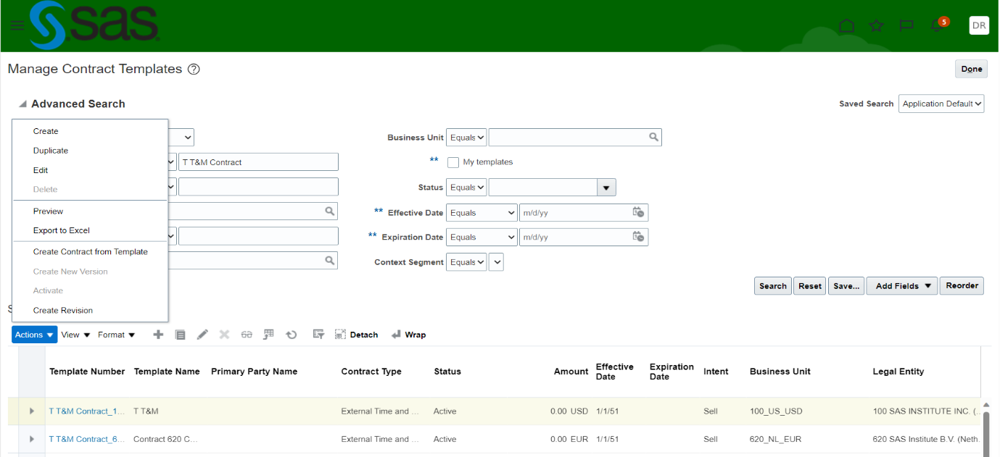 sas
5
DR
Manage Contract Templates ?
Done
Advanced Search
Saved Search Application Default
Create
Duplicate
Edit
Delete
Preview
Export to Excel
Create Contract from Template
Create New Version
Activate
Create Revision
T T&M Contract
Business Unit Equals
** My templates
Status Equals
** Effective Date Equals m/d/yy
** Expiration Date Equals m/d/yy
Context Segment Equals
Search Reset Save... Add Fields Reorder
Actions View Format Detach Wrap
Template Number Template Name Primary Party Name Contract Type Status Amount Effective Date Expiration Date Intent Business Unit Legal Entity
T T&M Contract_1... T T&M External Time and ... Active 0.00 USD 1/1/51 Sell 100_US_USD 100 SAS INSTITUTE INC. (...
T T&M Contract_6... Contract 620 C... External Time and ... Active 0.00 EUR 1/1/51 Sell 620_NL_EUR 620 SAS Institute B.V. (Neth.